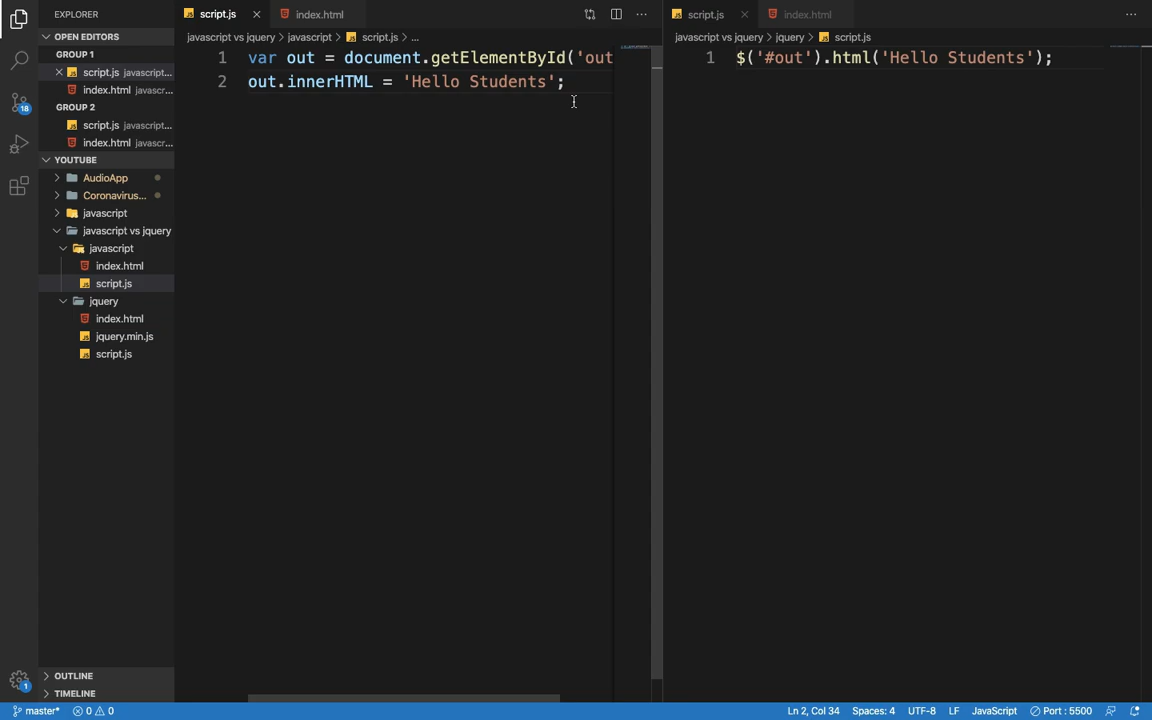 EXPLORER
OPEN EDITORS
GROUP 1
script.js javascript...
index.html javascr...
GROUP 2
script.js javascript...
index.html javascr...
YOUTUBE
AudioApp
Coronavirus...
javascript
javascript vs jquery
javascript
index.html
script.js
jquery
index.html
jquery.min.js
script.js
OUTLINE
TIMELINE
18
1
script.js
index.html
javascript vs jquery > javascript > script.js > ...
1 var out = document.getElementById('out
2 out.innerHTML = 'Hello Students';
script.js
index.html
javascript vs jquery > jquery > script.js
1 $('#out').html('Hello Students');
master* 0 0 Ln 2, Col 34 Spaces: 4 UTF-8 LF JavaScript Port : 5500